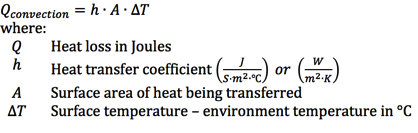 Q_convection = h · A · ΔT
where:
Q Heat loss in Joules
h Heat transfer coefficient (J/S·m²·°C) or (W/m²·K)
A Surface area of heat being transferred
ΔT Surface temperature – environment temperature in °C